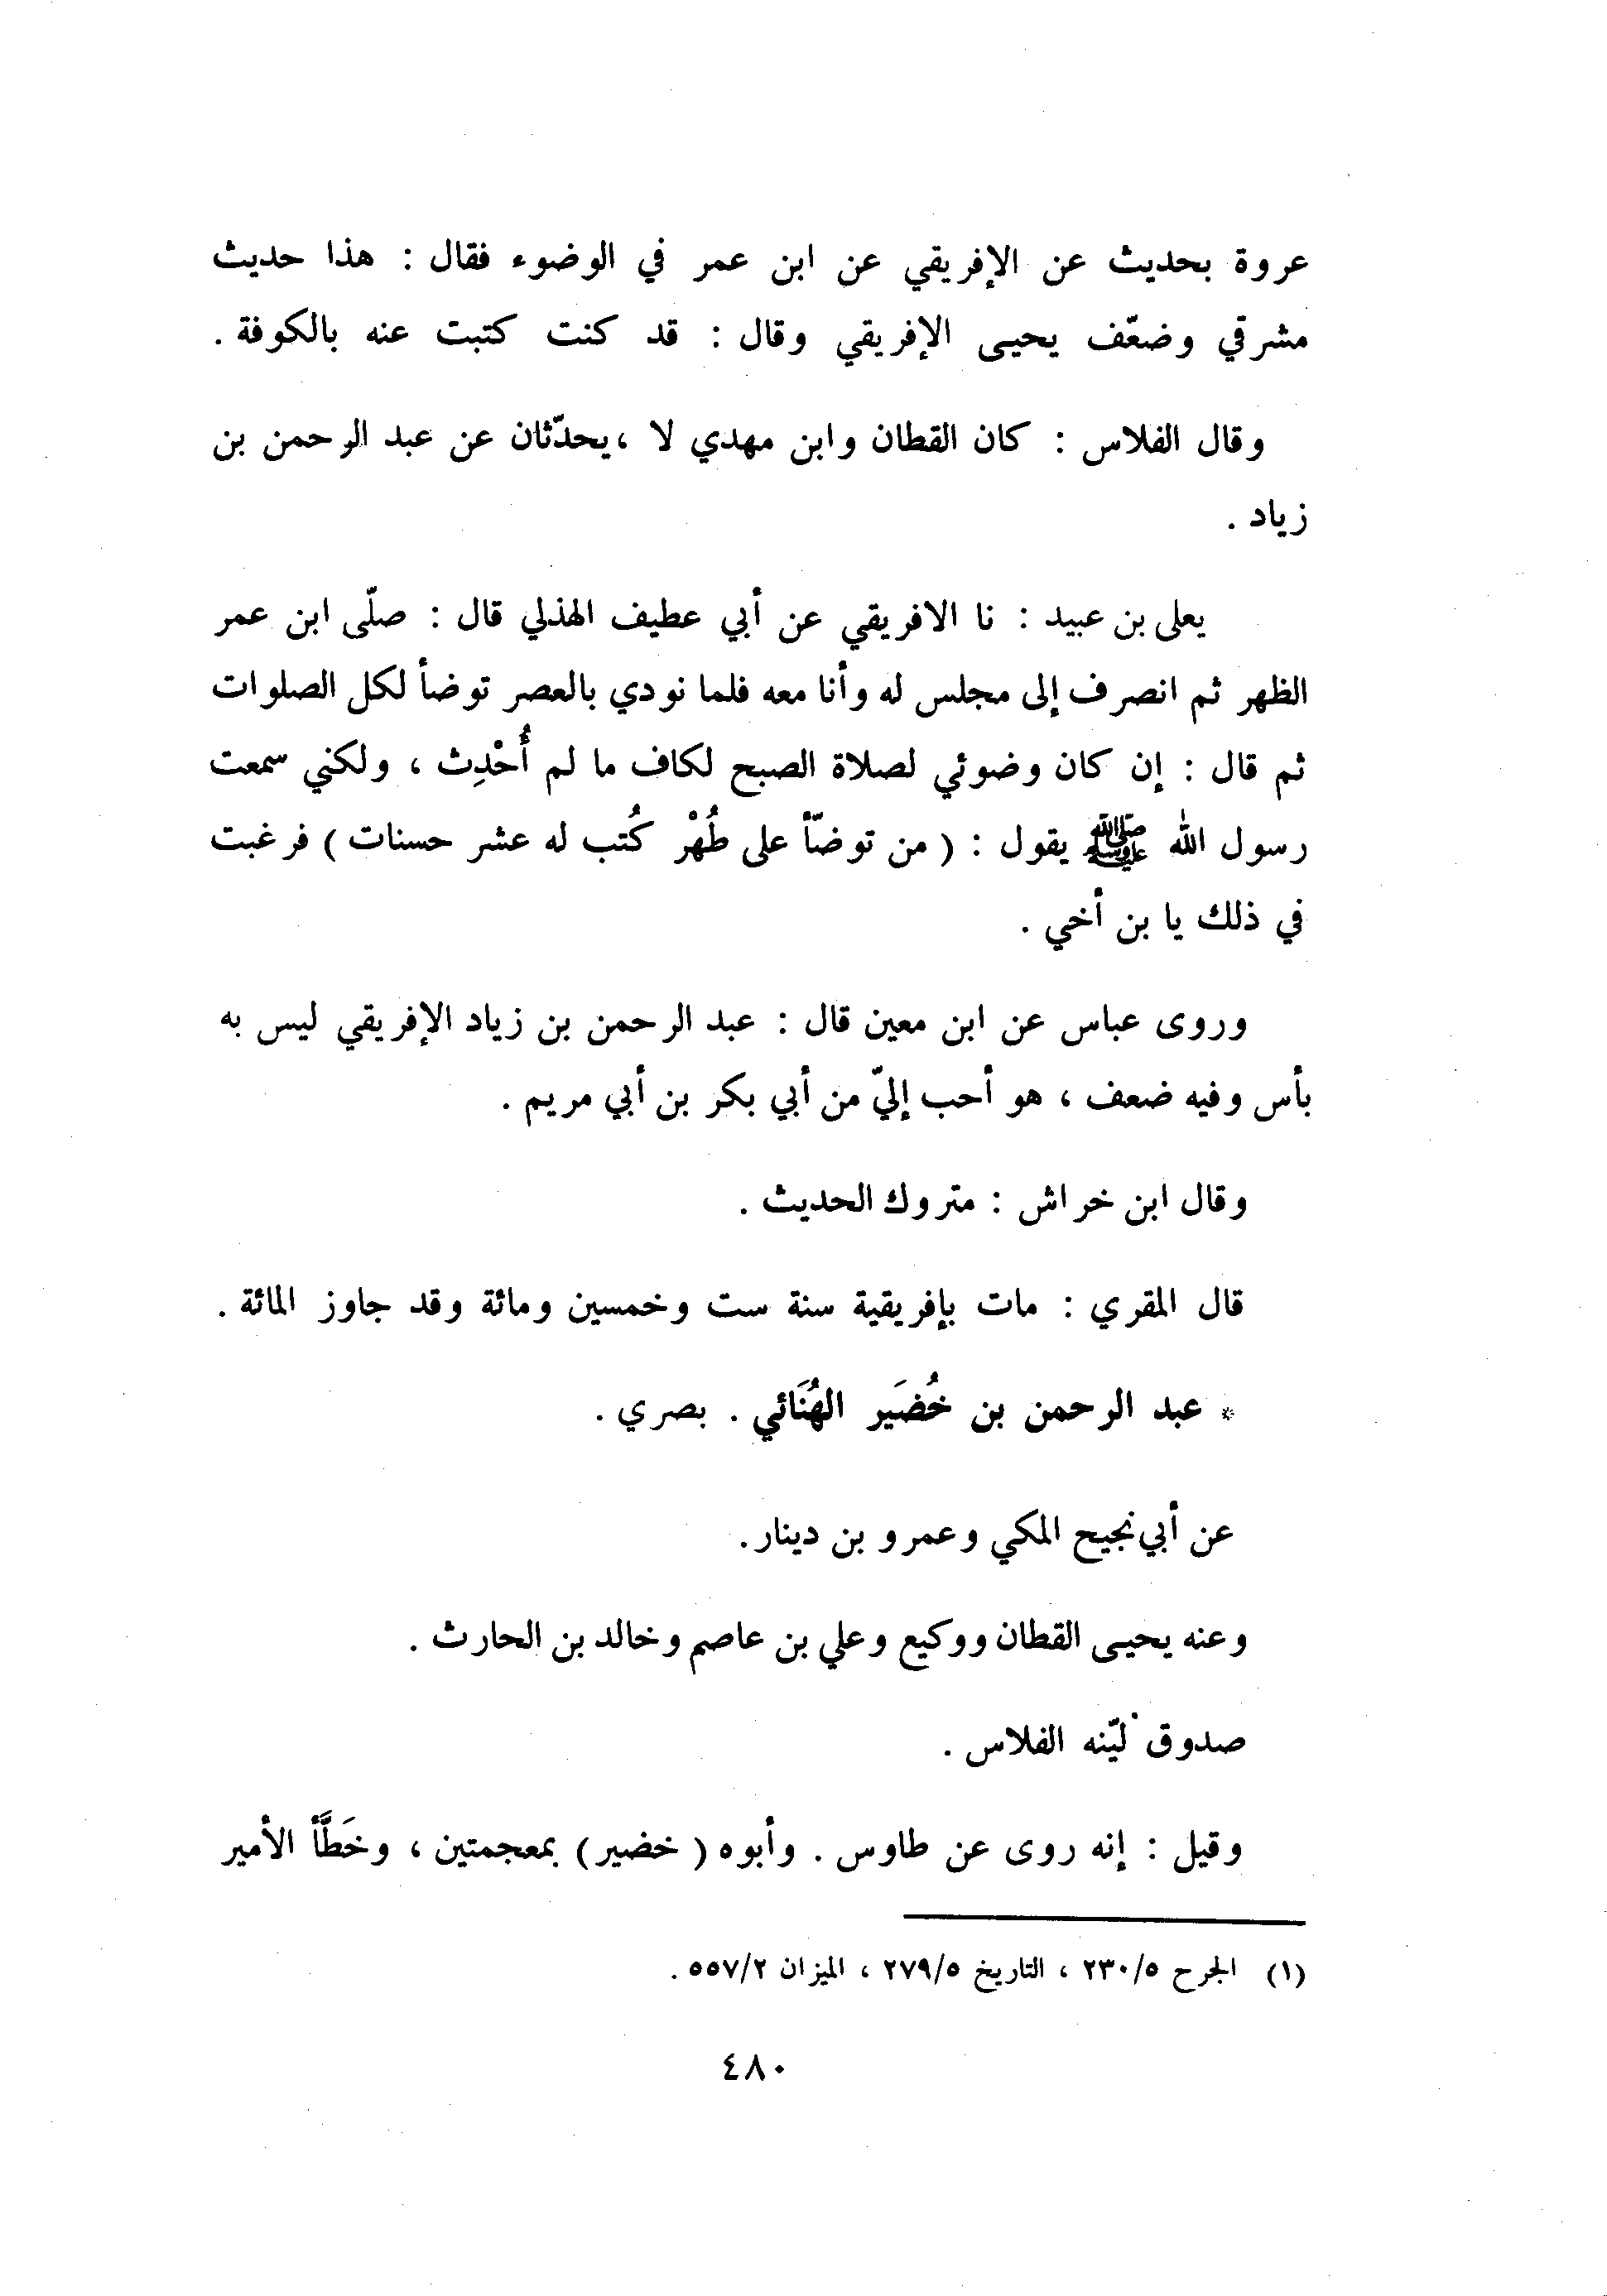 عروة بحديث عن الإفريقي عن ابن عمر في الوضوء فقال : هذا حديث
مشرقي وضعّف يحيى الإفريقي وقال : قد كنت كتبت عنه بالكوفة .
وقال الفلاس : كان القطان وابن مهدي لا ، يحدّثان عن عبد الرحمن بن
زياد .
يعلى بن عبيد : نا الافريقي عن أبي عطيف الهذلي قال : صلّى ابن عمر
الظهر ثم انصرف إلى مجلس له وأنا معه فلما نودي بالعصر توضأ لكل الصلوات
ثم قال : إن كان وضوئي لصلاة الصبح لكاف ما لم أُحْدِث ، ولكني سمعت
رسول الله ﷺ يقول : ( من توضّأ على طُهْر كُتب له عشر حسنات ) فرغبت
في ذلك يا بن أخي .
وروى عباس عن ابن معين قال : عبد الرحمن بن زياد الإفريقي ليس به
بأس وفيه ضعف ، هو أحب إليّ من أبي بكر بن أبي مريم .
وقال ابن خراش : متروك الحديث .
قال المقري : مات بإفريقية سنة ست وخمسين ومائة وقد جاوز المائة .
* عبد الرحمن بن خُضَير الهُنَائي . بصري .
عن أبي نجيح المكي وعمرو بن دينار.
وعنه يحيى القطان ووكيع وعلي بن عاصم وخالد بن الحارث .
صدوق ليّنه الفلاس .
وقيل : إنه روى عن طاوس . وأبوه ( خضير ) بمعجمتين ، وخَطَّأ الأمير
(١) الجرح ٢٣٠/٥ ، التاريخ ٢٧٩/٥ ، الميزان ٥٥٧/٢ .
٤٨٠